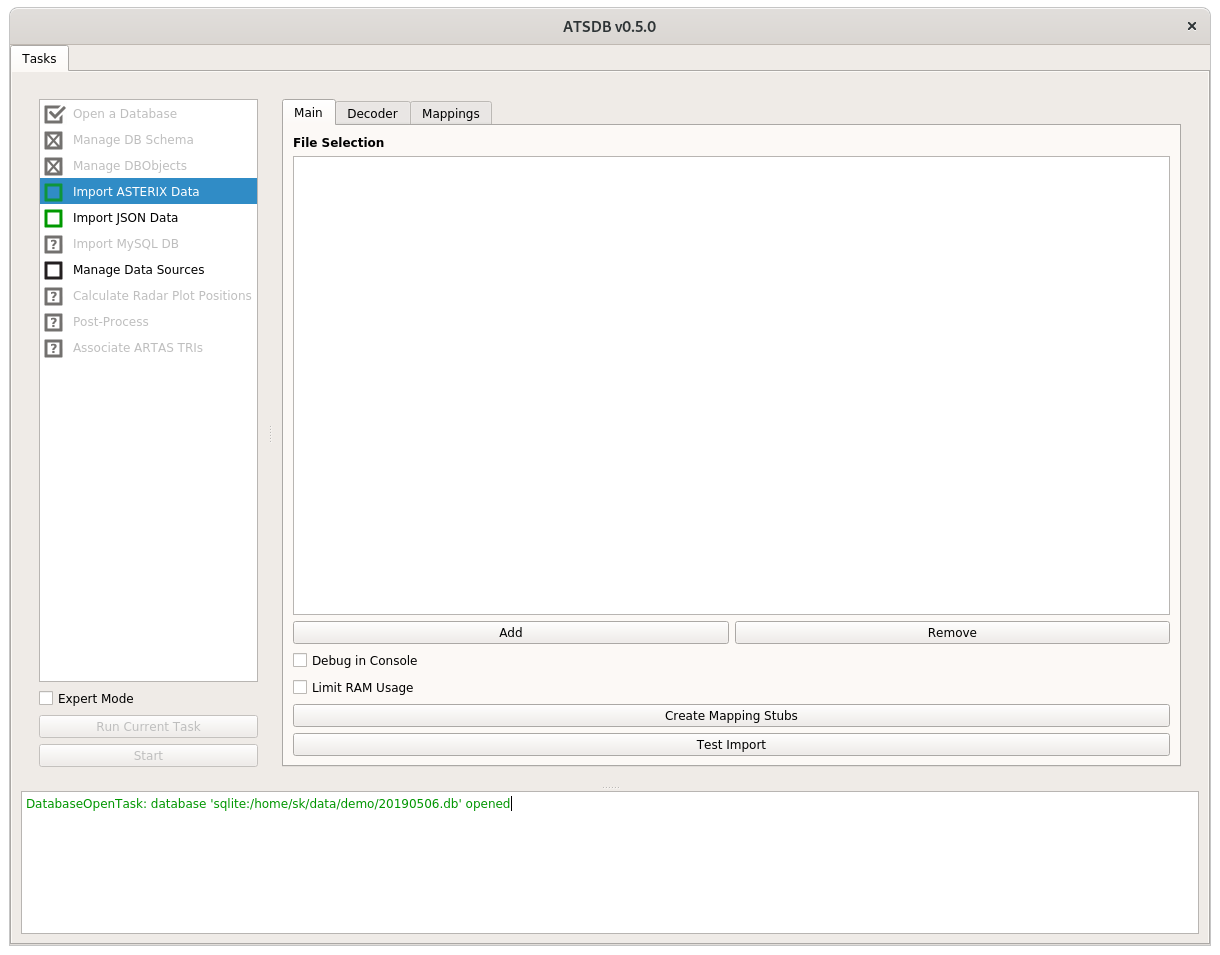 ATSDB v0.5.0
Tasks
Open a Database
Manage DB Schema
Manage DBObjects
Import ASTERIX Data
Import JSON Data
Import MySQL DB
Manage Data Sources
Calculate Radar Plot Positions
Post-Process
Associate ARTAS TRIs
Expert Mode
Run Current Task
Start
Main Decoder Mappings
File Selection
Add Remove
Debug in Console
Limit RAM Usage
Create Mapping Stubs
Test Import
DatabaseOpenTask: database 'sqlite:/home/sk/data/demo/20190506.db' opened